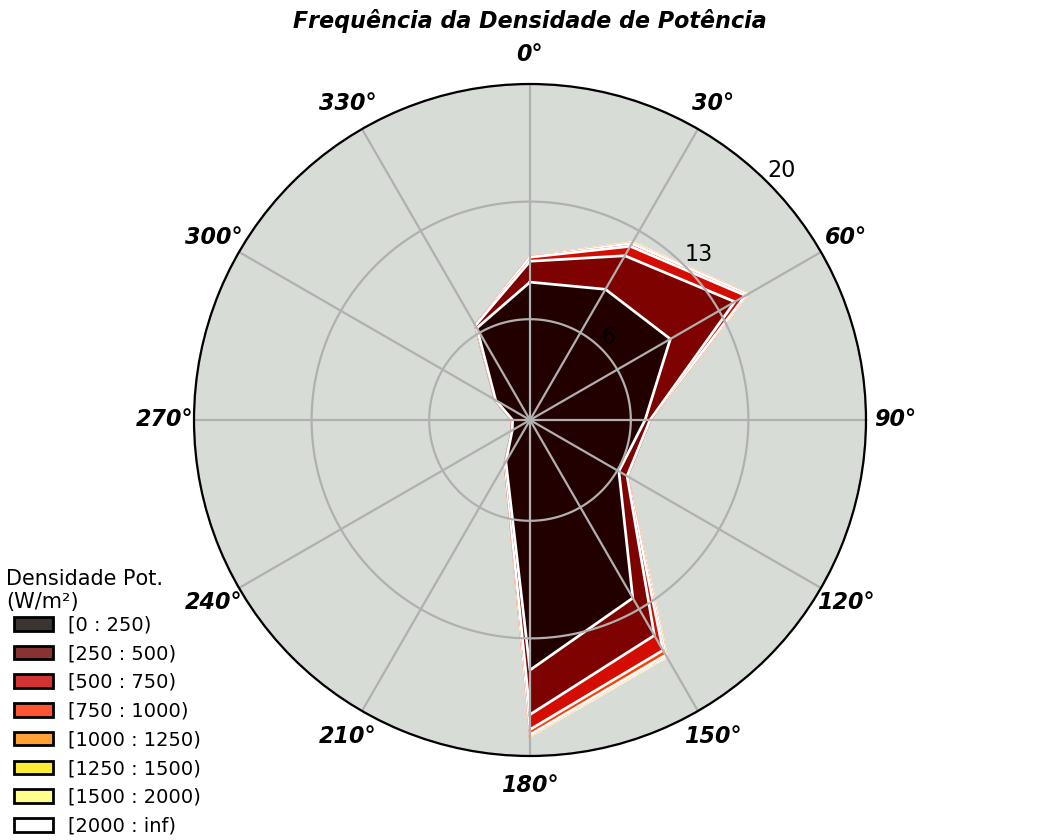 Frequência da Densidade de Potência
0°
330°
30°
20
300°
60°
13
6
270°
90°
Densidade Pot.
(W/m²)
240°
120°
[0 : 250)
[250 : 500)
[500 : 750)
[750 : 1000)
210°
150°
[1000 : 1250)
[1250 : 1500)
180°
[1500 : 2000)
[2000 : inf)